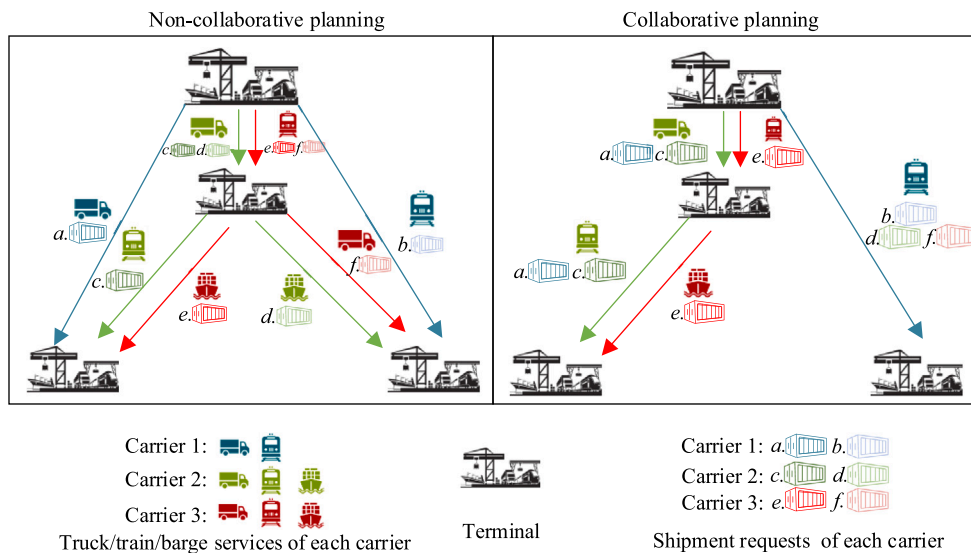 Non-collaborative planning
Collaborative planning
c. d. e. f.
a. c. e.
a.
b.
b.
c.
f.
d. f.
a. c.
e.
d.
e.
Carrier 1:
Carrier 2:
Carrier 3:
Truck/train/barge services of each carrier
Terminal
Carrier 1: a. b.
Carrier 2: c. d.
Carrier 3: e. f.
Shipment requests of each carrier